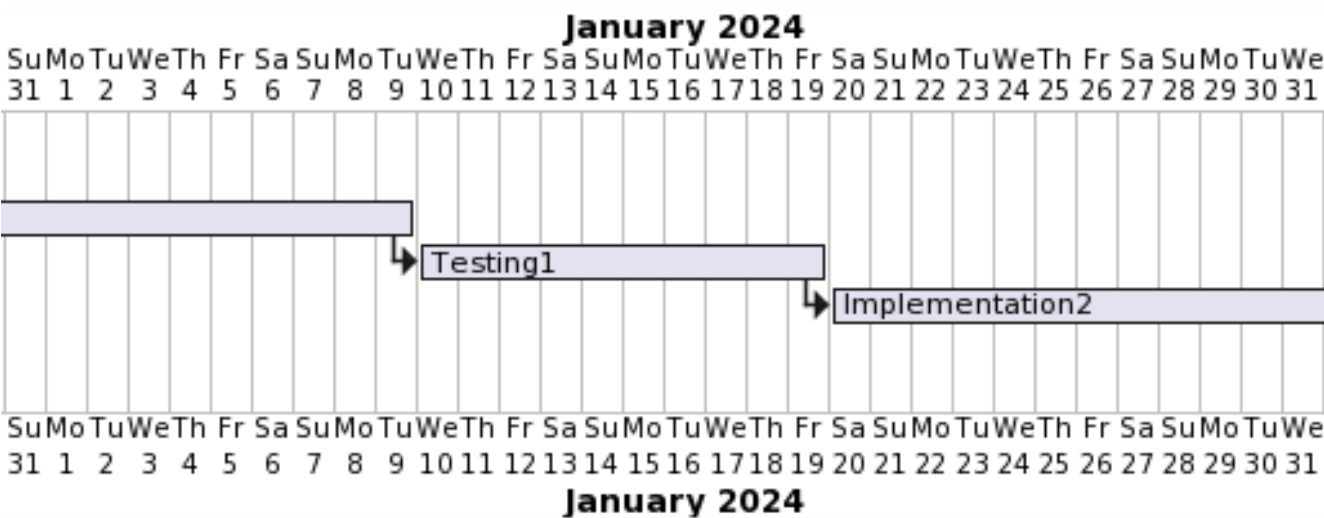 January 2024
Su Mo Tu We Th Fr Sa Su Mo Tu We Th Fr Sa Su Mo Tu We Th Fr Sa Su Mo Tu We Th Fr Sa Su Mo Tu We
31 1 2 3 4 5 6 7 8 9 10 11 12 13 14 15 16 17 18 19 20 21 22 23 24 25 26 27 28 29 30 31
Testing1
Implementation2
Su Mo Tu We Th Fr Sa Su Mo Tu We Th Fr Sa Su Mo Tu We Th Fr Sa Su Mo Tu We Th Fr Sa Su Mo Tu We
31 1 2 3 4 5 6 7 8 9 10 11 12 13 14 15 16 17 18 19 20 21 22 23 24 25 26 27 28 29 30 31
January 2024